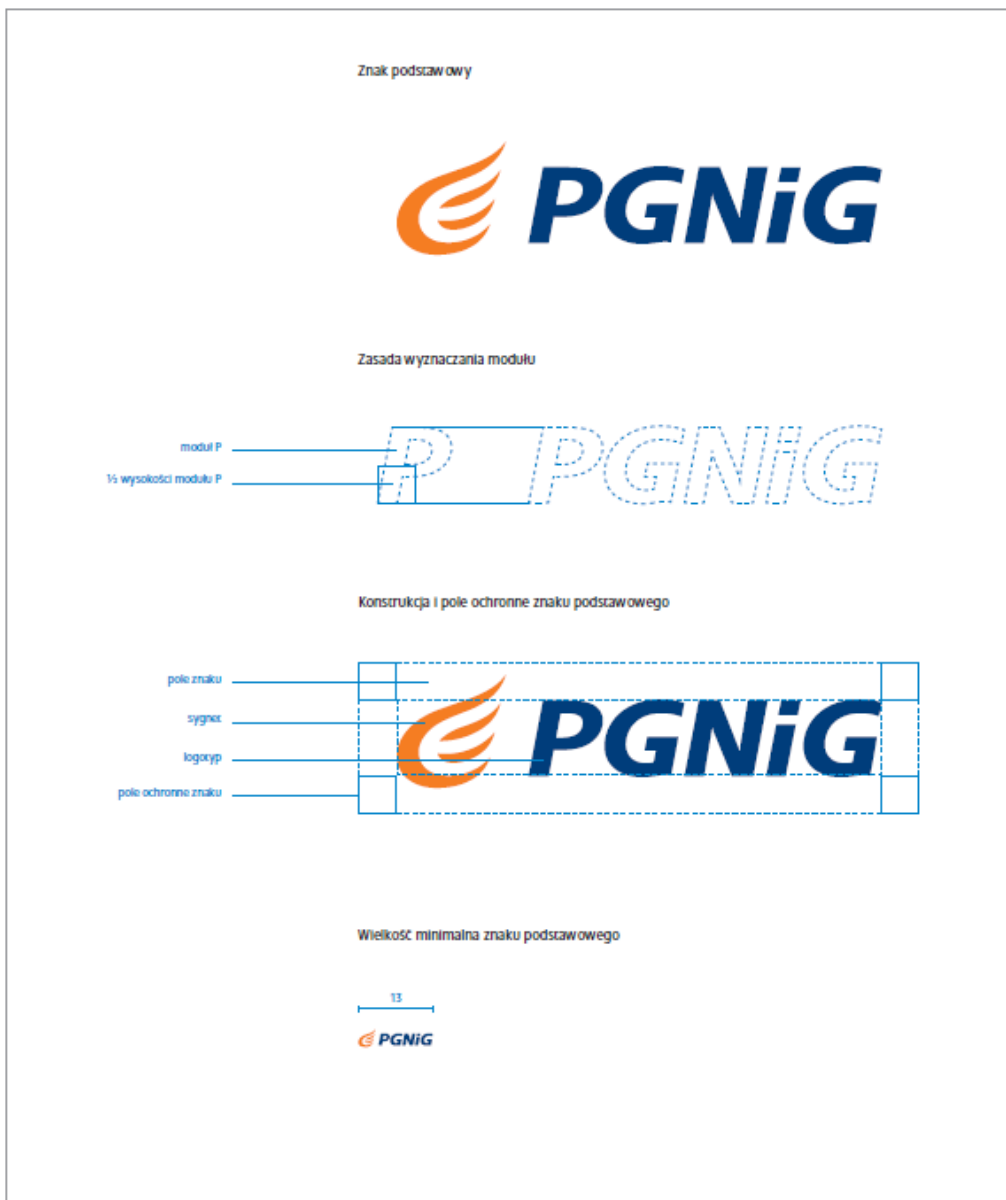 Znak podstawowy
PGNiG
Zasada wyznaczania modułu
moduł P
½ wysokości modułu P
P PGNiG
Konstrukcja i pole ochronne znaku podstawowego
pole znaku
sygnet
logotyp
pole ochronne znaku
PGNiG
Wielkość minimalna znaku podstawowego
13
PGNiG